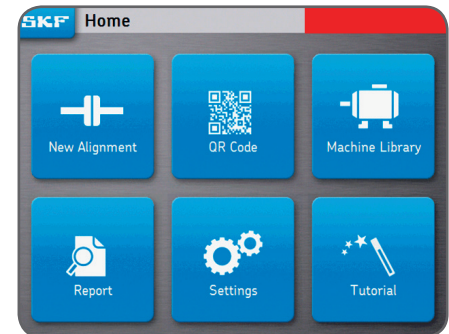 SKF Home
New Alignment QR Code Machine Library
Report Settings Tutorial